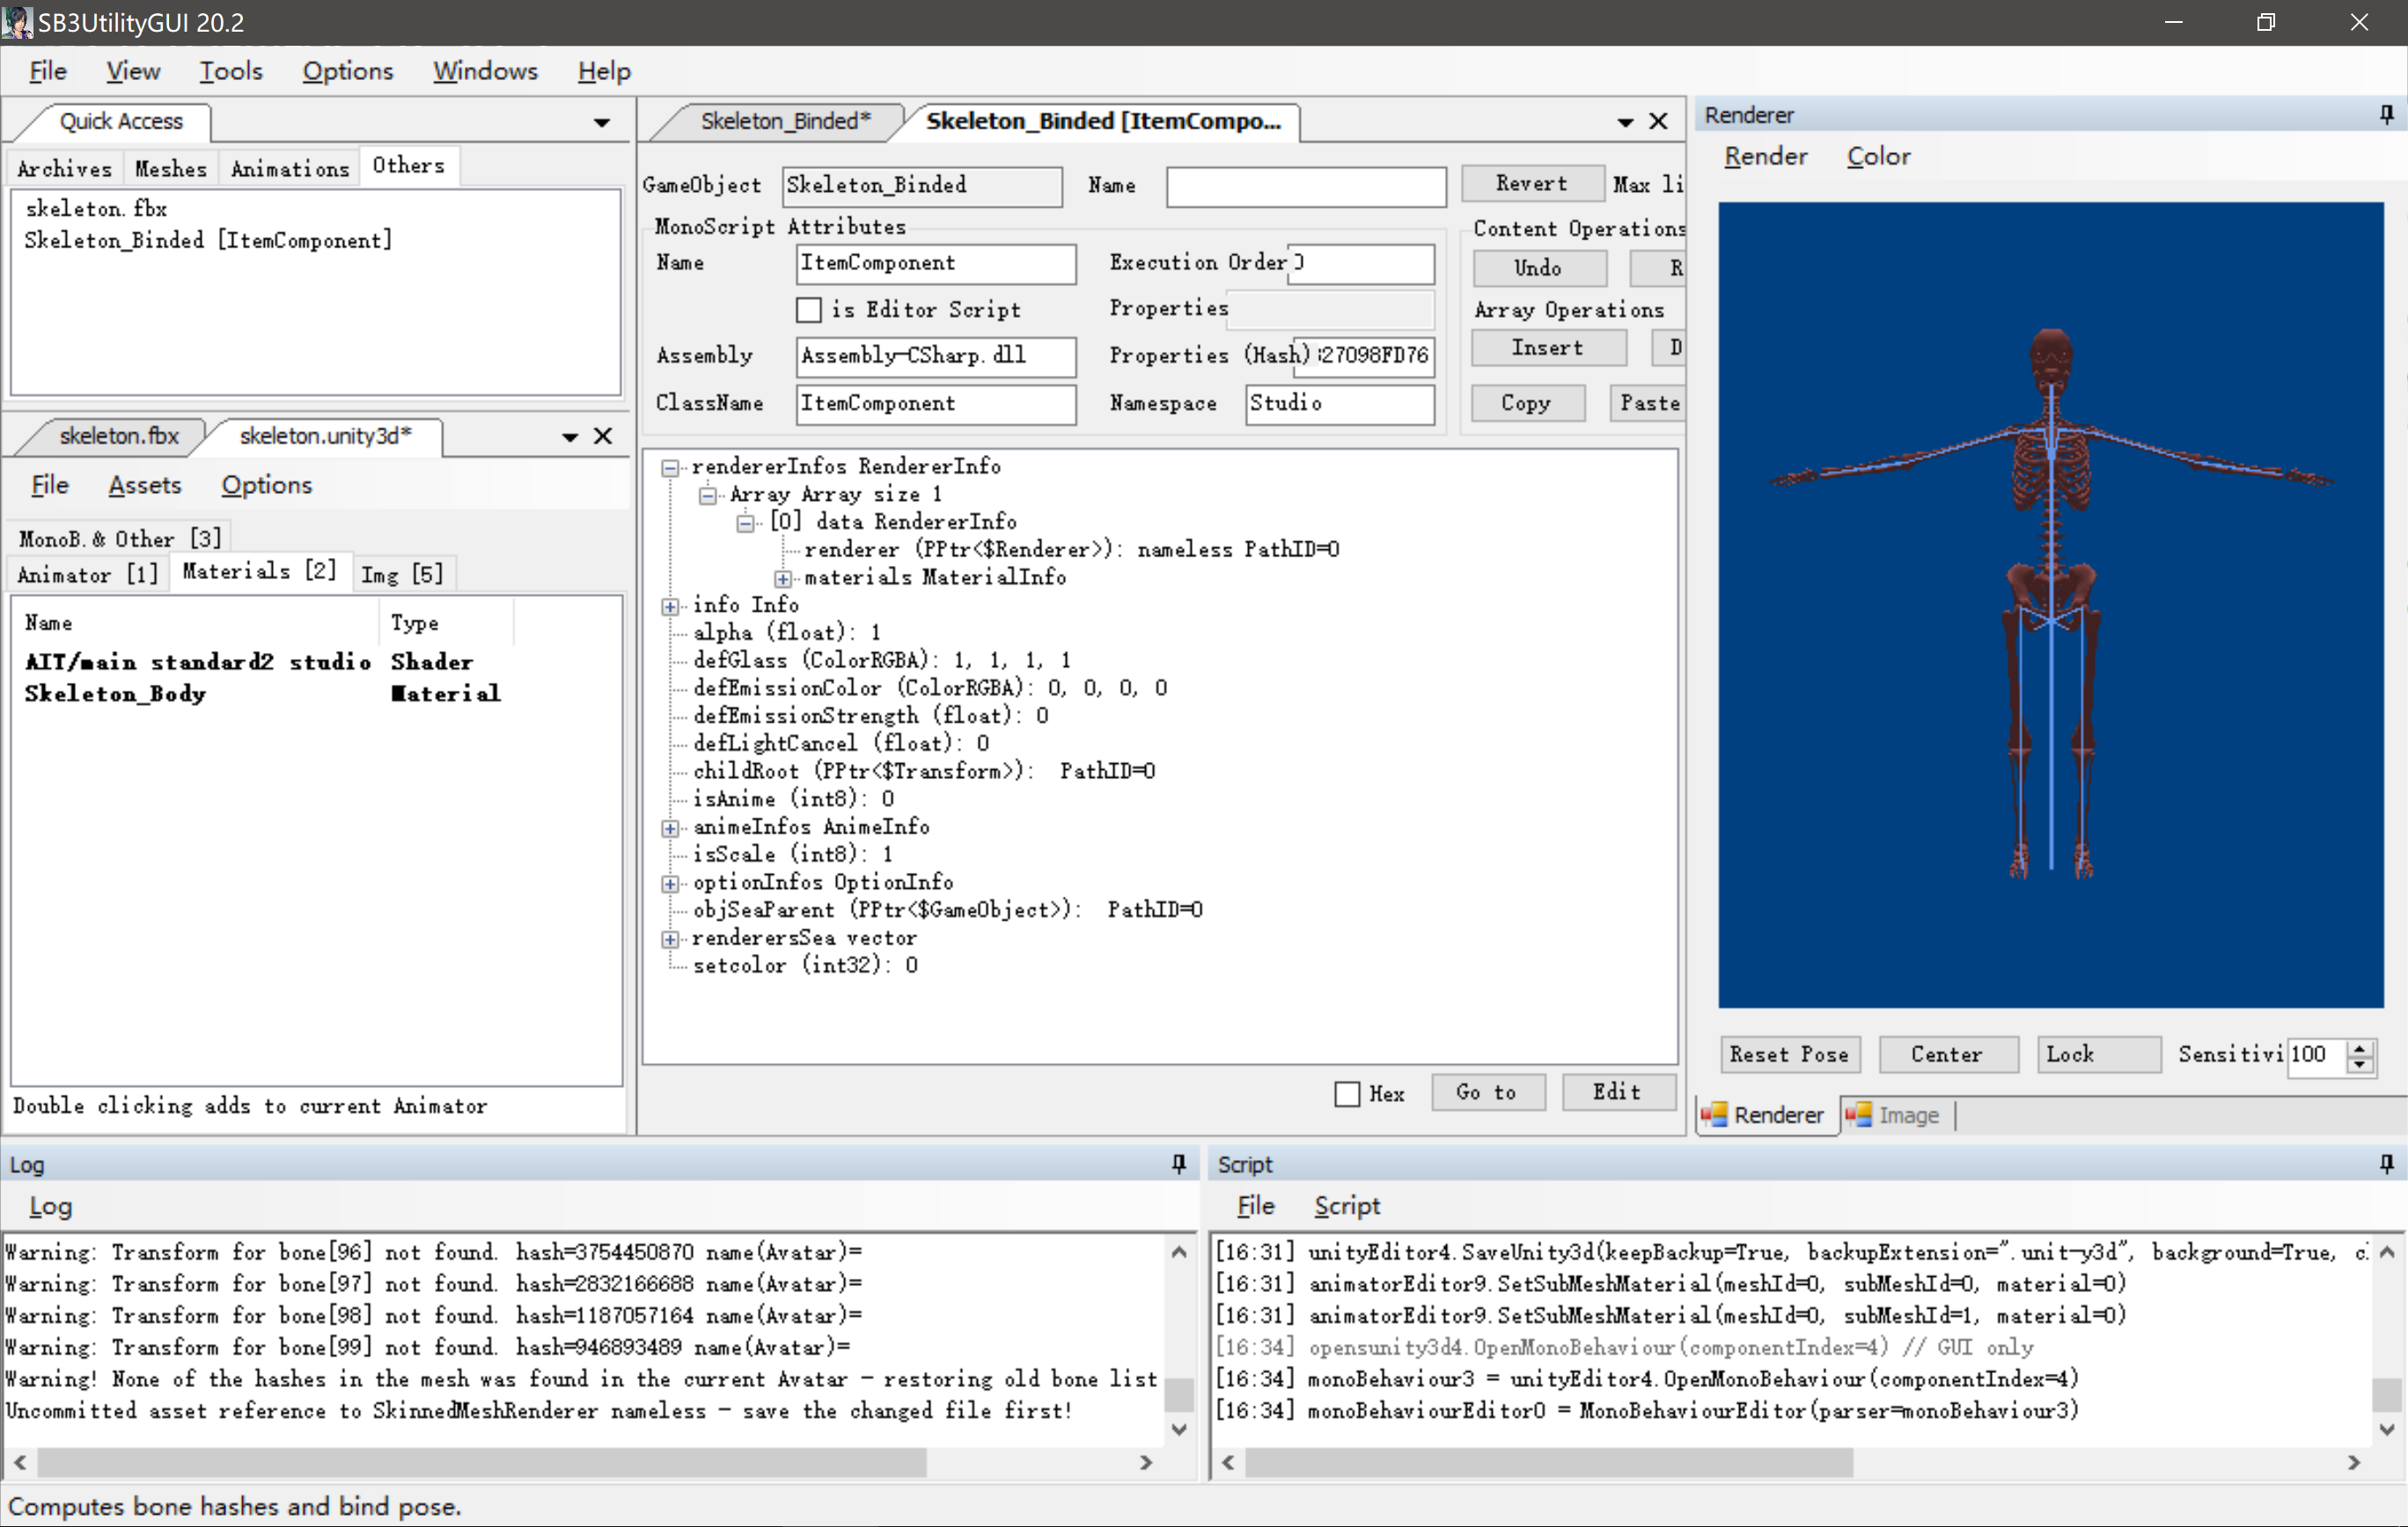 SB3UtilityGUI 20.2
File View Tools Options Windows Help
Quick Access
Archives Meshes Animations Others
skeleton.fbx
Skeleton_Binded [ItemComponent]
skeleton.fbx skeleton.unity3d*
File Assets Options
MonoB.& Other [3]
Animator [1] Materials [2] Img [5]
Name Type
AIT/main standard2 studio Shader
Skeleton_Body Material
Double clicking adds to current Animator
Skeleton_Binded* Skeleton_Binded [ItemCompo...
GameObject Skeleton_Binded Name Revert Max li
MonoScript Attributes
Name ItemComponent Execution Order 0
is Editor Script Properties
Assembly Assembly-CSharp.dll Properties (Hash) 27098FD76
ClassName ItemComponent Namespace Studio
Content Operations
Undo R
Array Operations
Insert D
Copy Paste
rendererInfos RendererInfo
Array Array size 1
[0] data RendererInfo
renderer (PPtr<$Renderer>): nameless PathID=0
materials MaterialInfo
info Info
alpha (float): 1
defGlass (ColorRGBA): 1, 1, 1, 1
defEmissionColor (ColorRGBA): 0, 0, 0, 0
defEmissionStrength (float): 0
defLightCancel (float): 0
childRoot (PPtr<$Transform>): PathID=0
isAnime (int8): 0
animeInfos AnimeInfo
isScale (int8): 1
optionInfos OptionInfo
objSeaParent (PPtr<$GameObject>): PathID=0
renderersSea vector
setcolor (int32): 0
Hex Go to Edit
Renderer
Render Color
Reset Pose Center Lock Sensitivi 100
Renderer Image
Log
Log
Warning: Transform for bone[96] not found. hash=3754450870 name(Avatar)=
Warning: Transform for bone[97] not found. hash=2832166688 name(Avatar)=
Warning: Transform for bone[98] not found. hash=1187057164 name(Avatar)=
Warning: Transform for bone[99] not found. hash=946893489 name(Avatar)=
Warning! None of the hashes in the mesh was found in the current Avatar - restoring old bone list
Uncommitted asset reference to SkinnedMeshRenderer nameless - save the changed file first!
Script
File Script
[16:31] unityEditor4.SaveUnity3d(keepBackup=True, backupExtension=".unit-y3d", background=True, c
[16:31] animatorEditor9.SetSubMeshMaterial(meshId=0, subMeshId=0, material=0)
[16:31] animatorEditor9.SetSubMeshMaterial(meshId=0, subMeshId=1, material=0)
[16:34] opensunity3d4.OpenMonoBehaviour(componentIndex=4) // GUI only
[16:34] monoBehaviour3 = unityEditor4.OpenMonoBehaviour(componentIndex=4)
[16:34] monoBehaviourEditor0 = MonoBehaviourEditor(parser=monoBehaviour3)
Computes bone hashes and bind pose.